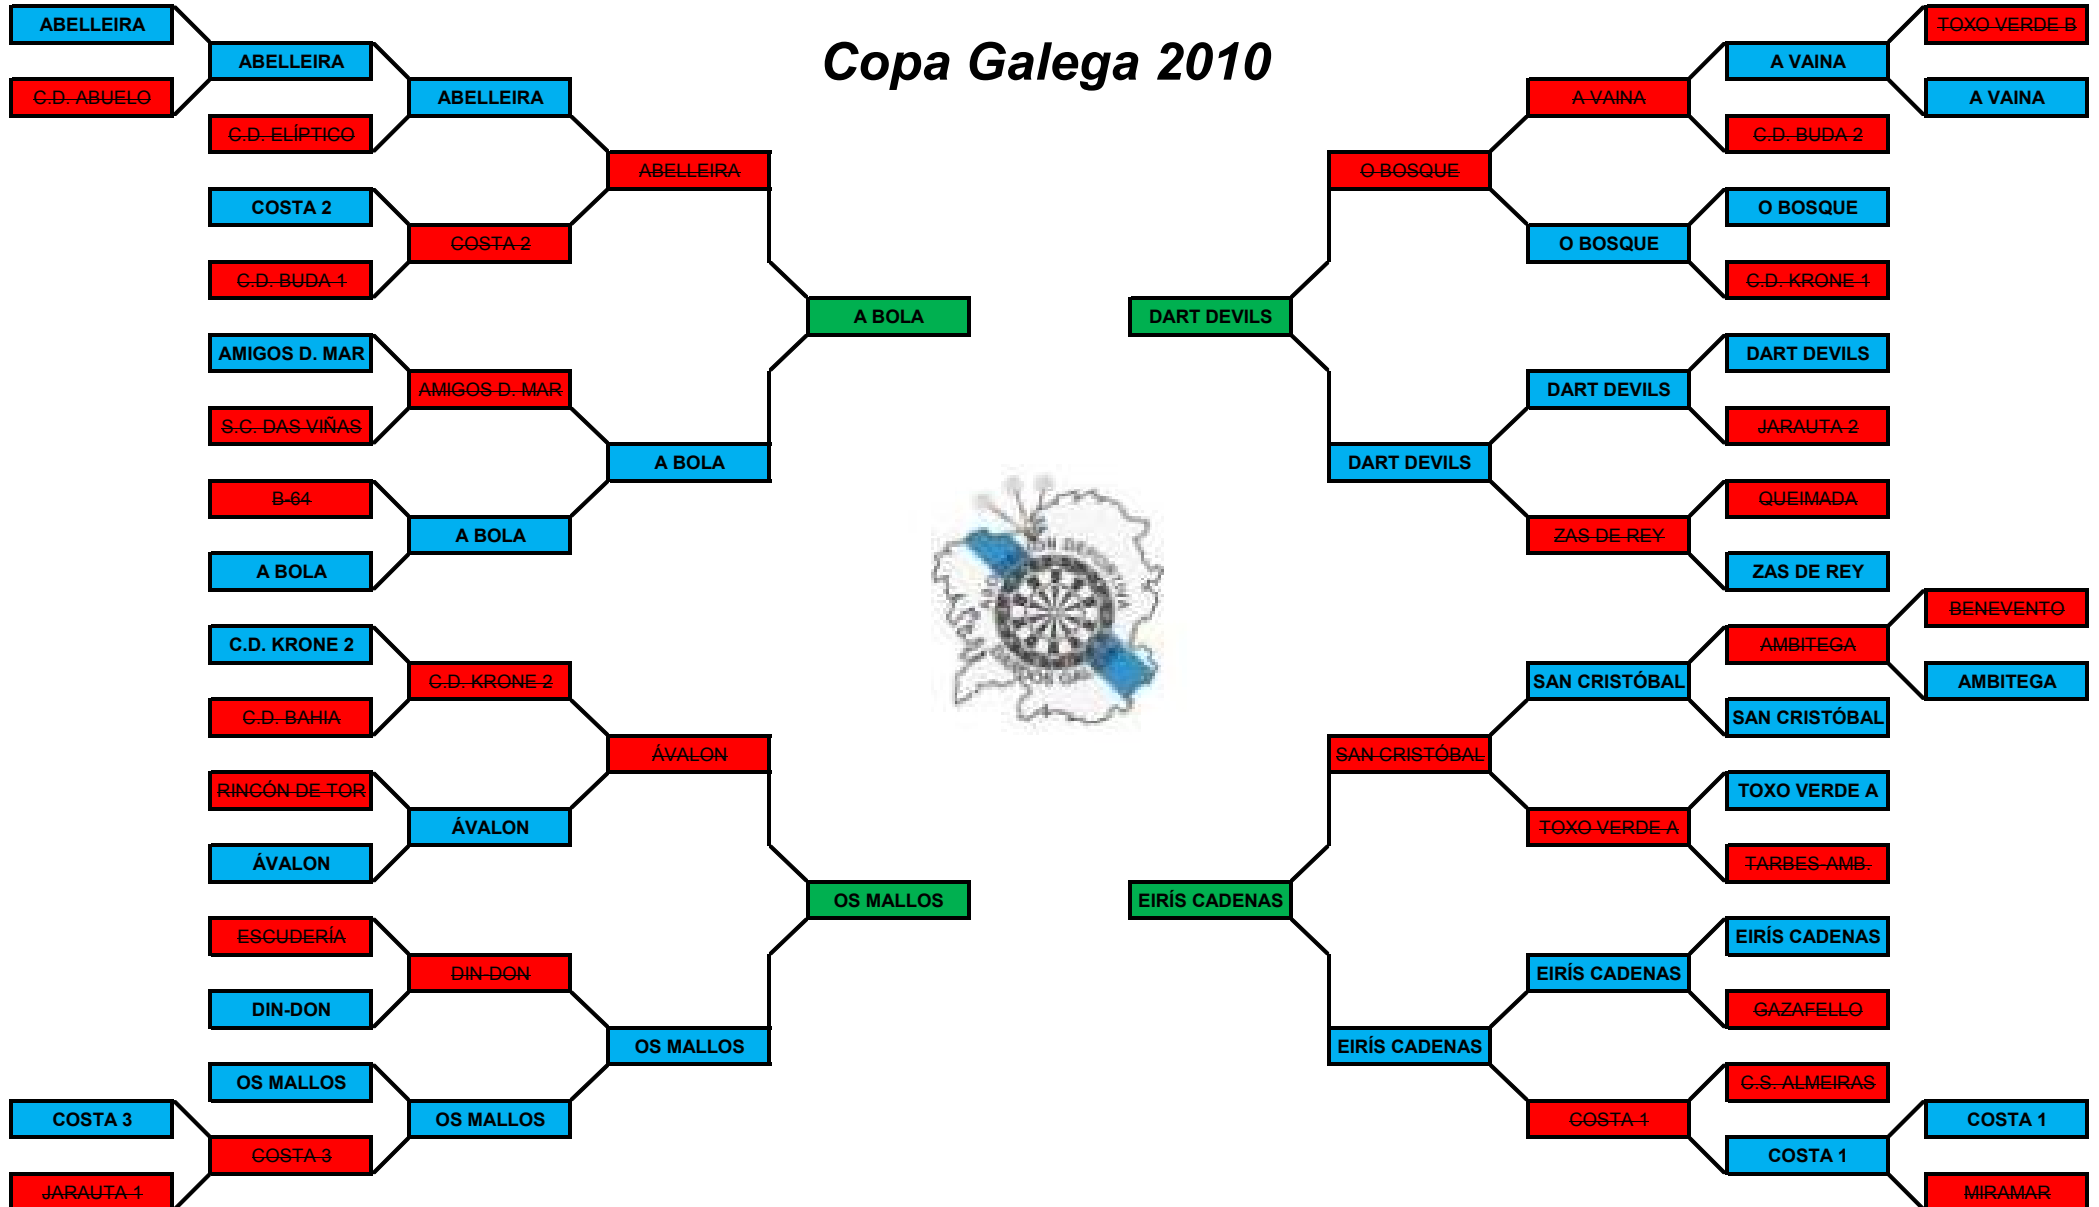 Copa Galega 2010
ABELLEIRA
C.D. ABUELO
COSTA 3
JARAUTA 1
ABELLEIRA
C.D. ELÍPTICO
COSTA 2
C.D. BUDA 1
AMIGOS D. MAR
S.C. DAS VIÑAS
B-64
A BOLA
C.D. KRONE 2
C.D. BAHIA
RINCÓN DE TOR
ÁVALON
ESCUDERÍA
DIN-DON
OS MALLOS
COSTA 3
ABELLEIRA
COSTA 2
AMIGOS D. MAR
A BOLA
C.D. KRONE 2
ÁVALON
DIN-DON
OS MALLOS
ABELLEIRA
A BOLA
ÁVALON
OS MALLOS
A BOLA
OS MALLOS
DART DEVILS
EIRÍS CADENAS
O BOSQUE
DART DEVILS
SAN CRISTÓBAL
EIRÍS CADENAS
A VAINA
O BOSQUE
DART DEVILS
ZAS DE REY
SAN CRISTÓBAL
TOXO VERDE A
EIRÍS CADENAS
COSTA 1
A VAINA
C.D. BUDA 2
O BOSQUE
C.D. KRONE 1
DART DEVILS
JARAUTA 2
QUEIMADA
ZAS DE REY
AMBITEGA
SAN CRISTÓBAL
TOXO VERDE A
TARBES-AMB.
EIRÍS CADENAS
GAZAFELLO
C.S. ALMEIRAS
COSTA 1
TOXO VERDE B
A VAINA
BENEVENTO
AMBITEGA
COSTA 1
MIRAMAR